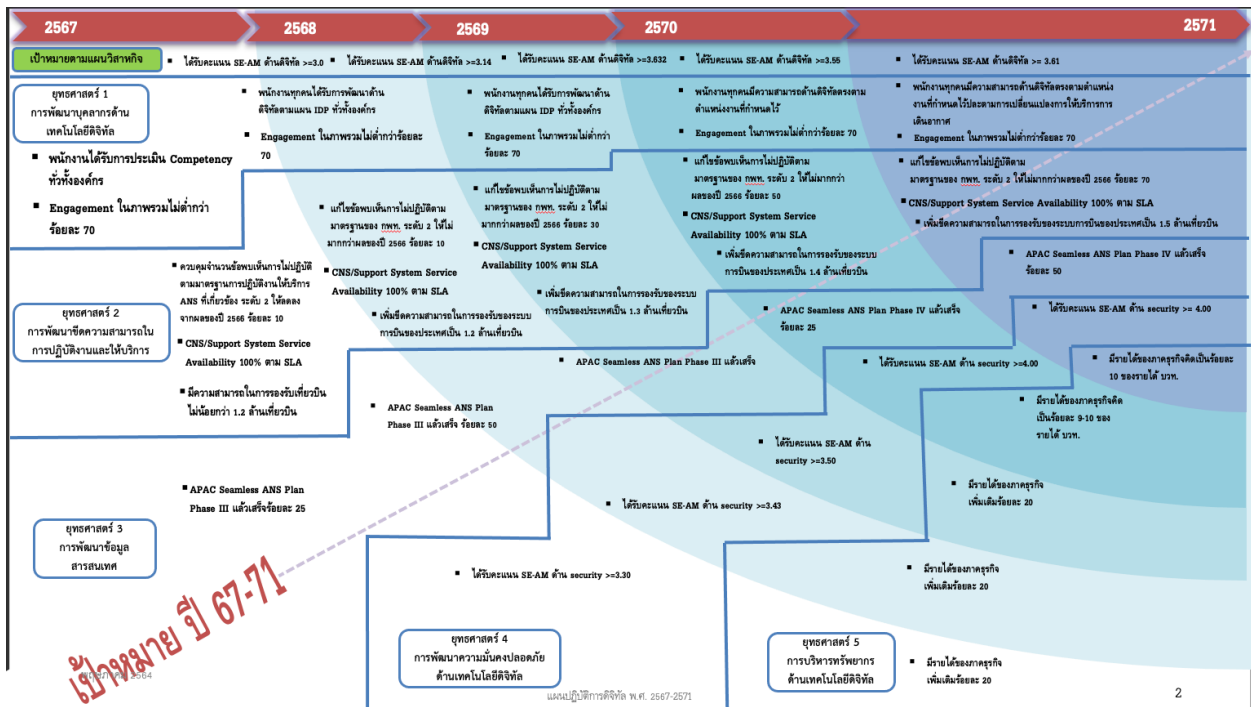 2567
2568
2569
2570
2571
เป้าหมายตามแผนวิสาหกิจ
▪ ได้รับคะแนน SE-AM ด้านดิจิทัล >=3.0
▪ ได้รับคะแนน SE-AM ด้านดิจิทัล >=3.14
▪ ได้รับคะแนน SE-AM ด้านดิจิทัล >=3.632
▪ ได้รับคะแนน SE-AM ด้านดิจิทัล >=3.55
▪ ได้รับคะแนน SE-AM ด้านดิจิทัล >= 3.61
ยุทธศาสตร์ 1
การพัฒนาบุคลากรด้าน
เทคโนโลยีดิจิทัล
▪ พนักงานได้รับการประเมิน Competency
ทั่วทั้งองค์กร
▪ Engagement ในภาพรวมไม่ต่ำกว่า
ร้อยละ 70
▪ พนักงานทุกคนได้รับการพัฒนาด้าน
ดิจิทัลตามแผน IDP ทั่วทั้งองค์กร
▪ Engagement ในภาพรวมไม่ต่ำกว่าร้อยละ
70
▪ พนักงานทุกคนได้รับการพัฒนาด้าน
ดิจิทัลตามแผน IDP ทั่วทั้งองค์กร
▪ Engagement ในภาพรวมไม่ต่ำกว่า
ร้อยละ 70
▪ พนักงานทุกคนมีความสามารถด้านดิจิทัลตรงตาม
ตำแหน่งงานที่กำหนดไว้
▪ Engagement ในภาพรวมไม่ต่ำกว่าร้อยละ 70
▪ พนักงานทุกคนมีความสามารถด้านดิจิทัลตรงตามตำแหน่ง
งานที่กำหนดไว้ปละตามการเปลี่ยนแปลงการให้บริการการ
เดินอากาศ
▪ Engagement ในภาพรวมไม่ต่ำกว่าร้อยละ 70
ยุทธศาสตร์ 2
การพัฒนาขีดความสามารถใน
การปฏิบัติงานและให้บริการ
▪ ควบคุมจำนวนข้อพบเห็นการไม่ปฏิบัติ
ตามมาตรฐานการปฏิบัติงานให้บริการ
ANS ที่เกี่ยวข้อง ระดับ 2 ให้ลดลง
จากผลของปี 2566 ร้อยละ 10
▪ CNS/Support System Service
Availability 100% ตาม SLA
▪ มีความสามารถในการรองรับเที่ยวบิน
ไม่น้อยกว่า 1.2 ล้านเที่ยวบิน
▪ แก้ไขข้อพบเห็นการไม่ปฏิบัติตาม
มาตรฐานของ กพท. ระดับ 2 ให้ไม่
มากกว่าผลของปี 2566 ร้อยละ 10
▪ CNS/Support System Service
Availability 100% ตาม SLA
▪ เพิ่มขีดความสามารถในการรองรับของระบบ
การบินของประเทศเป็น 1.2 ล้านเที่ยวบิน
▪ แก้ไขข้อพบเห็นการไม่ปฏิบัติตาม
มาตรฐานของ กพท. ระดับ 2 ให้ไม่
มากกว่าผลของปี 2566 ร้อยละ 30
▪ CNS/Support System Service
Availability 100% ตาม SLA
▪ เพิ่มขีดความสามารถในการรองรับของระบบ
การบินของประเทศเป็น 1.3 ล้านเที่ยวบิน
▪ แก้ไขข้อพบเห็นการไม่ปฏิบัติตาม
มาตรฐานของ กพท. ระดับ 2 ให้ไม่มากกว่า
ผลของปี 2566 ร้อยละ 50
▪ CNS/Support System Service
Availability 100% ตาม SLA
▪ เพิ่มขีดความสามารถในการรองรับของระบบ
การบินของประเทศเป็น 1.4 ล้านเที่ยวบิน
▪ แก้ไขข้อพบเห็นการไม่ปฏิบัติตาม
มาตรฐานของ กพท. ระดับ 2 ให้ไม่มากกว่าผลของปี 2566 ร้อยละ 70
▪ CNS/Support System Service Availability 100% ตาม SLA
▪ เพิ่มขีดความสามารถในการรองรับของระบบการบินของประเทศเป็น 1.5 ล้านเที่ยวบิน
ยุทธศาสตร์ 3
การพัฒนาข้อมูล
สารสนเทศ
▪ APAC Seamless ANS Plan
Phase III แล้วเสร็จร้อยละ 25
▪ APAC Seamless ANS Plan
Phase III แล้วเสร็จ ร้อยละ 50
▪ APAC Seamless ANS Plan Phase III แล้วเสร็จ
▪ APAC Seamless ANS Plan Phase IV แล้วเสร็จ
ร้อยละ 25
▪ APAC Seamless ANS Plan Phase IV แล้วเสร็จ
ร้อยละ 50
ยุทธศาสตร์ 4
การพัฒนาความมั่นคงปลอดภัย
ด้านเทคโนโลยีดิจิทัล
▪ ได้รับคะแนน SE-AM ด้าน security >=3.30
▪ ได้รับคะแนน SE-AM ด้าน security >=3.43
▪ ได้รับคะแนน SE-AM ด้าน
security >=3.50
▪ ได้รับคะแนน SE-AM ด้าน security >=4.00
▪ ได้รับคะแนน SE-AM ด้าน security >= 4.00
ยุทธศาสตร์ 5
การบริหารทรัพยากร
ด้านเทคโนโลยีดิจิทัล
▪ มีรายได้ของภาคธุรกิจ
เพิ่มเติมร้อยละ 20
▪ มีรายได้ของภาคธุรกิจ
เพิ่มเติมร้อยละ 20
▪ มีรายได้ของภาคธุรกิจ
เพิ่มเติมร้อยละ 20
▪ มีรายได้ของภาคธุรกิจคิด
เป็นร้อยละ 9-10 ของ
รายได้ บวท.
▪ มีรายได้ของภาคธุรกิจคิดเป็นร้อยละ
10 ของรายได้ บวท.
เป้าหมาย ปี 67-71
พฤษภาคม 2564
แผนปฏิบัติการดิจิทัล พ.ศ. 2567-2571
2